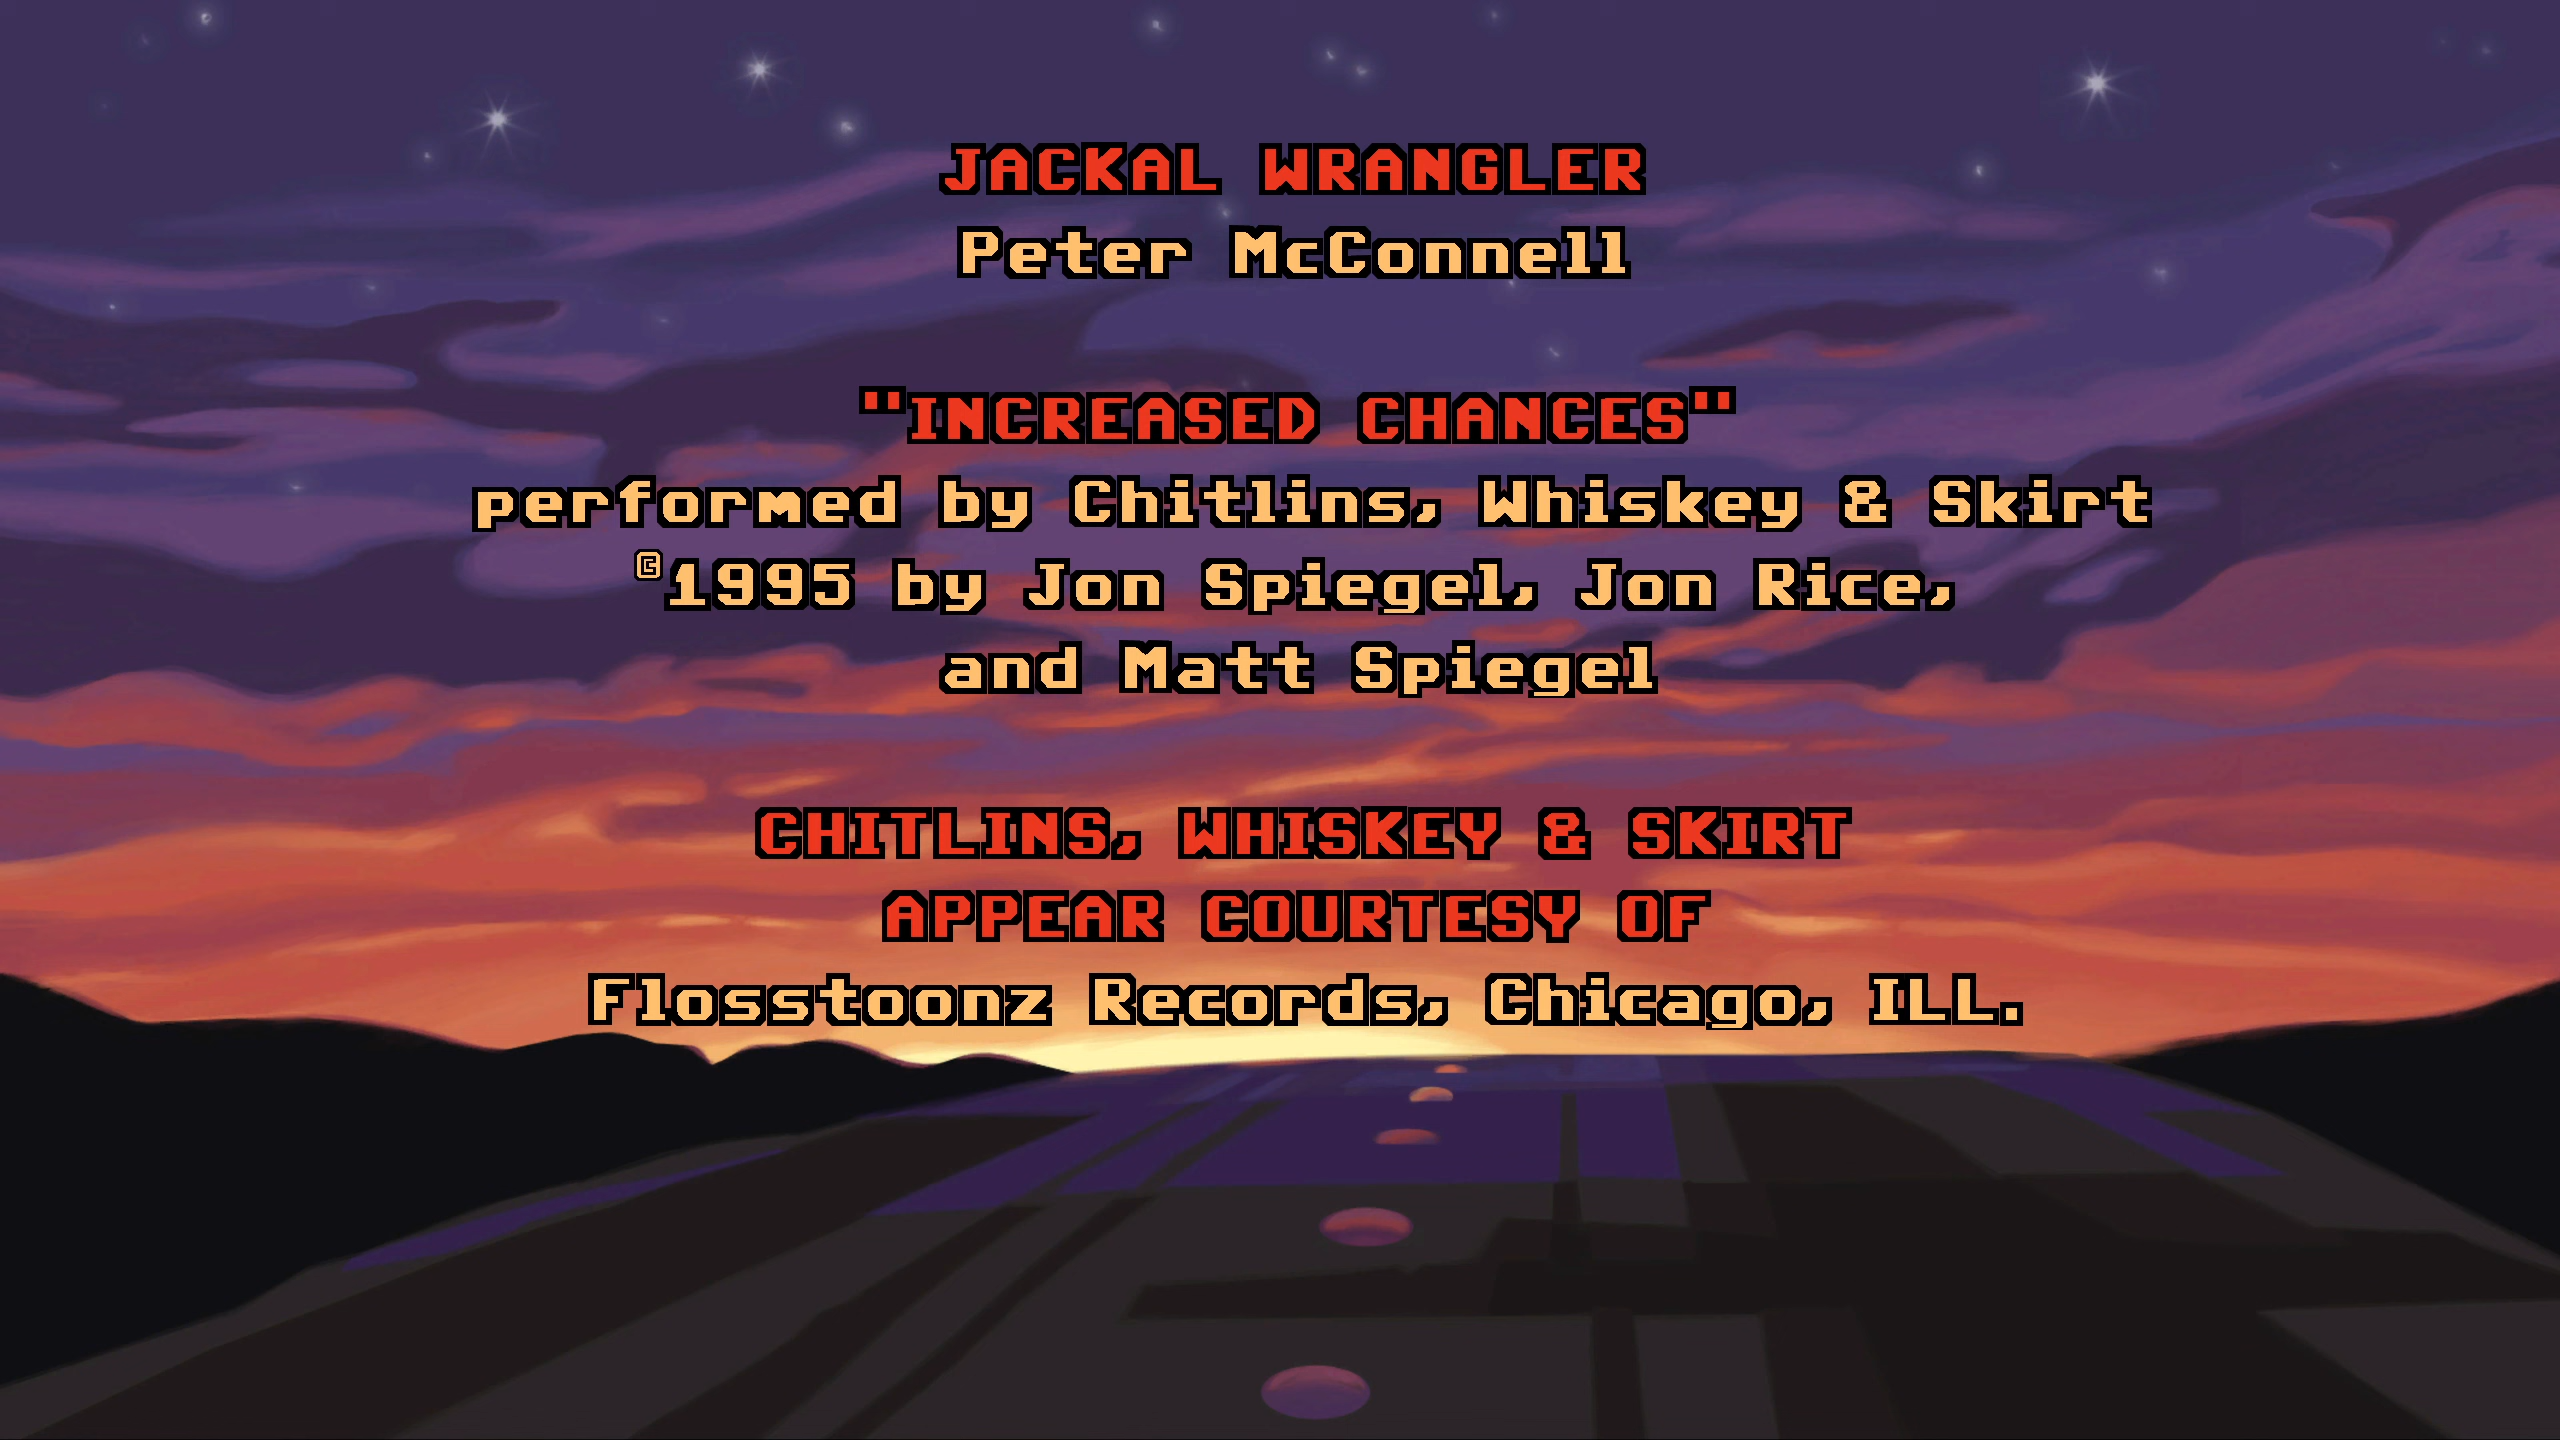 JACKAL WRANGLER
Peter McConnell
"INCREASED CHANCES"
performed by Chitlins, Whiskey & Skirt
©1995 by Jon Spiegel, Jon Rice,
and Matt Spiegel
CHITLINS, WHISKEY & SKIRT
APPEAR COURTESY OF
Flosstoonz Records, Chicago, ILL.